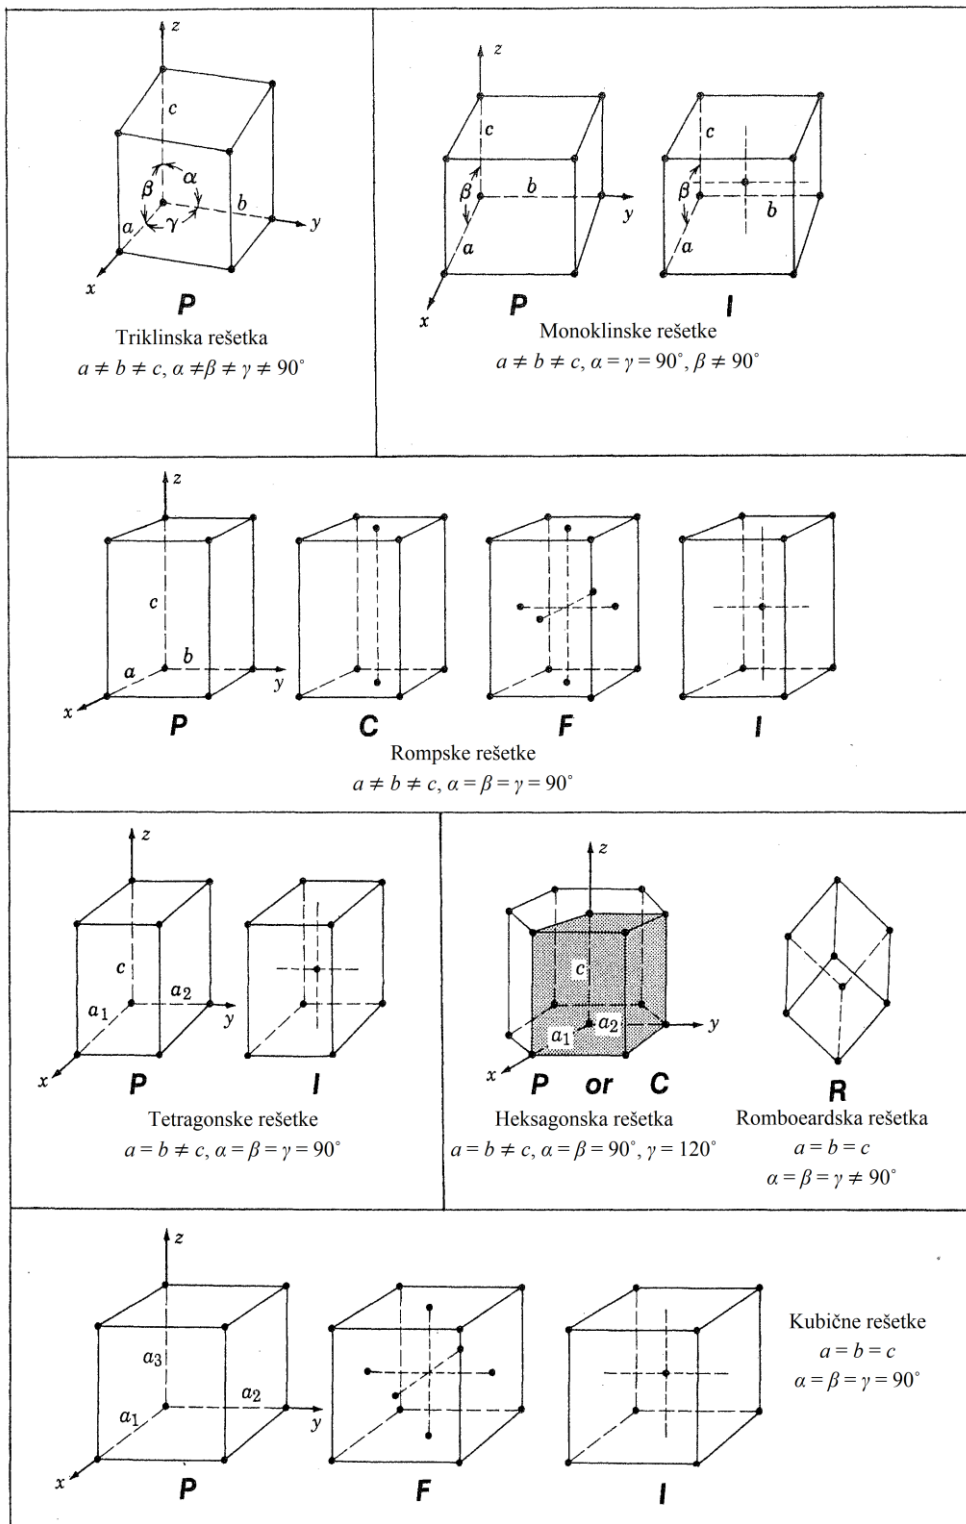 z
c
α
β
b
γ
a
y
x
P
Triklinska rešetka
a ≠ b ≠ c, α ≠β ≠ γ ≠ 90˚
z
c
β
b
y
a
x
P
c
β
b
a
I
Monoklinske rešetke
a ≠ b ≠ c, α = γ = 90˚, β ≠ 90˚
z
c
a
b
y
x
P
C
F
I
Rompske rešetke
a ≠ b ≠ c, α = β = γ = 90˚
z
c
a₂
a₁
y
x
P
I
Tetragonske rešetke
a = b ≠ c, α = β = γ = 90˚
z
c
a₂
a₁
y
x
P or C
Heksagonska rešetka
a = b ≠ c, α = β = 90˚, γ = 120˚
R
Romboeardska rešetka
a = b = c
α = β = γ ≠ 90˚
z
a₃
a₂
a₁
y
x
P
F
I
Kubične rešetke
a = b = c
α = β = γ = 90˚